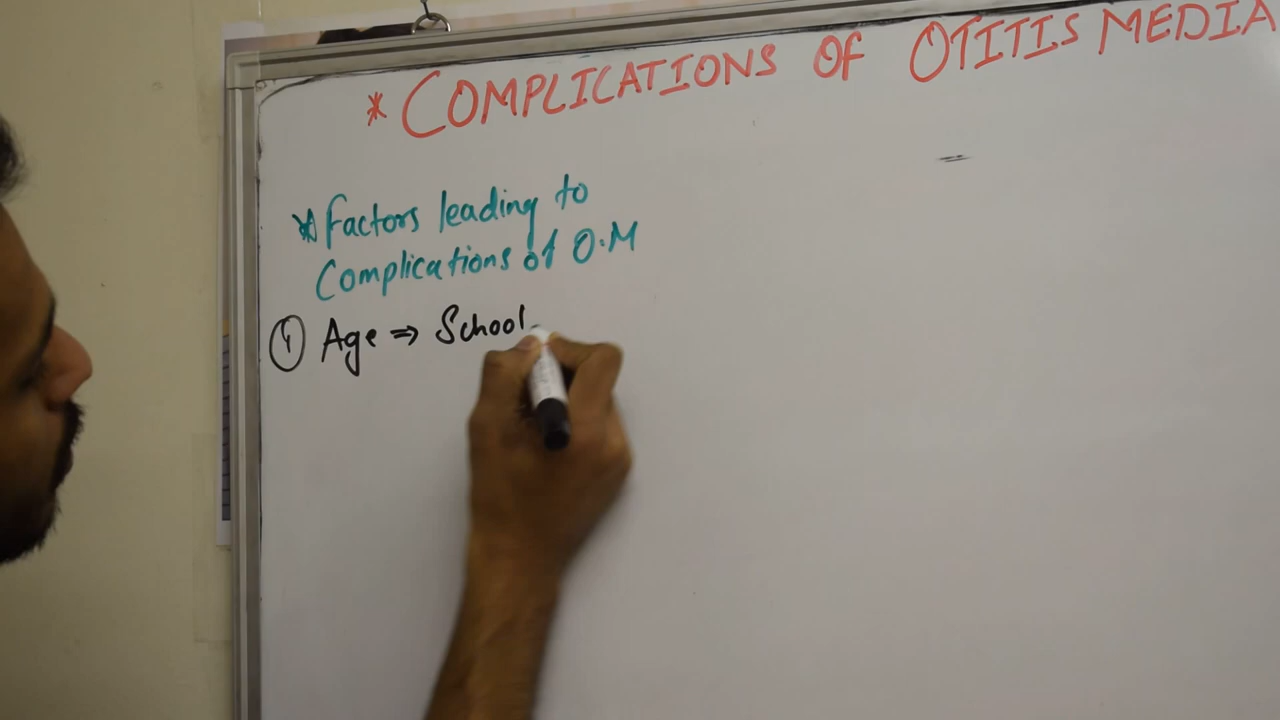 * COMPLICATIONS OF OTITIS MEDIA
* Factors leading to
Complications of O.M
① Age ⇒ School